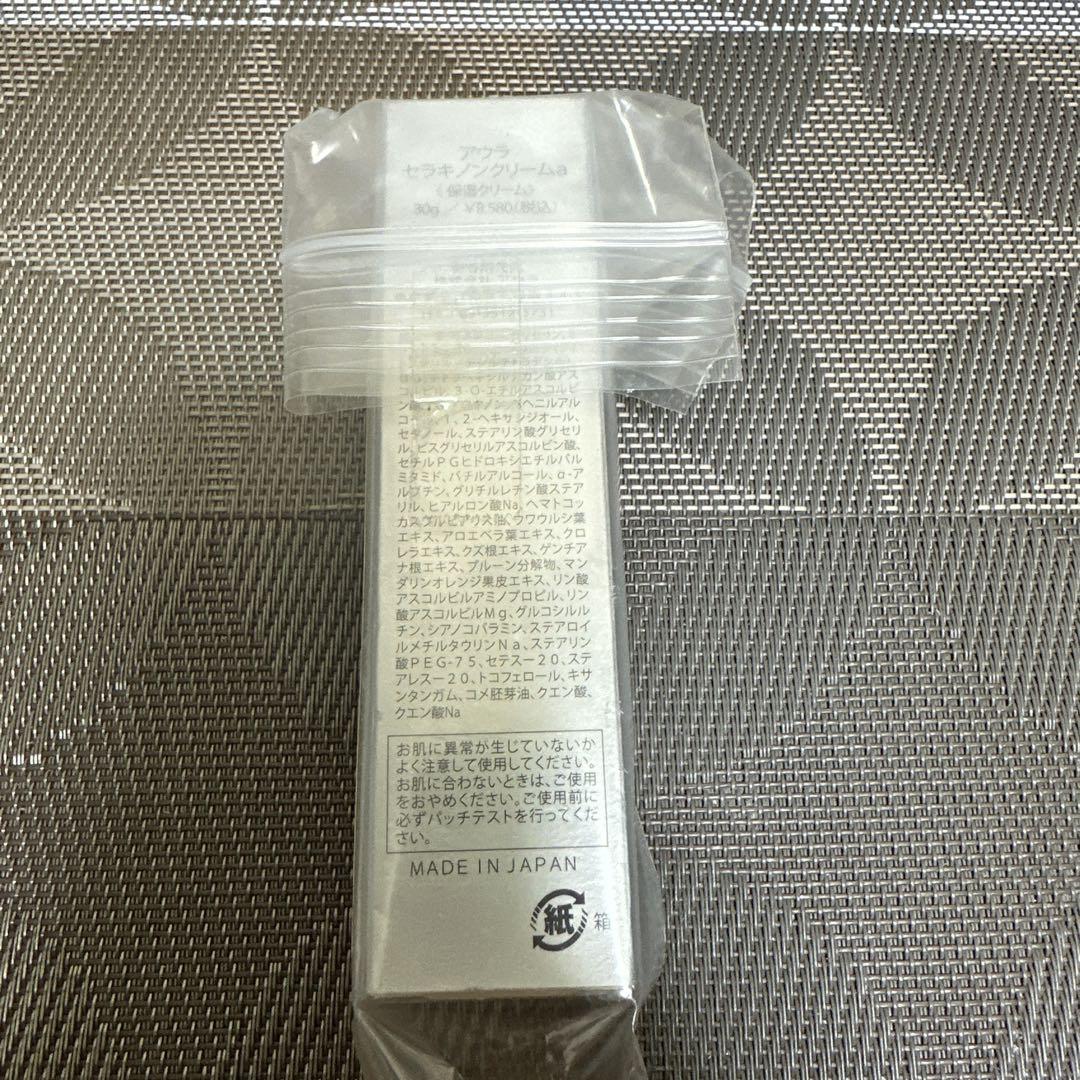 アウラ
セラキノンクリームa
《保湿クリーム》
30g ／ ¥8,580(税込)
ビル、3-O-エチルアスコルビ
ベヘニルアル
1、2-ヘキサンジオール、
セタノール、ステアリン酸グリセリ
ル、ビスグリセリルアスコルビン酸、
セチルPGヒドロキシエチルパル
ミタミド、バチルアルコール、α-ア
ルブチン、グリチルレチン酸ステア
リル、ヒアルロン酸Na、ヘマトコッ
カスプルビアリス油、ウワウルシ葉
エキス、アロエベラ葉エキス、クロ
レラエキス、クズ根エキス、ゲンチア
ナ根エキス、プルーン分解物、マン
ダリンオレンジ果皮エキス、リン酸
アスコルビルアミノプロピル、リン
酸アスコルビルMg、グルコシルル
チン、シアノコバラミン、ステアロイ
ルメチルタウリンNa、ステアリン
酸PEG-75、セテスー20、ステ
アレスー20、トコフェロール、キサ
ンタンガム、コメ胚芽油、クエン酸、
クエン酸Na
お肌に異常が生じていないか
よく注意して使用してください。
お肌に合わないときは、ご使用
をおやめください。ご使用前に
必ずパッチテストを行ってくだ
さい。
MADE IN JAPAN
紙 箱